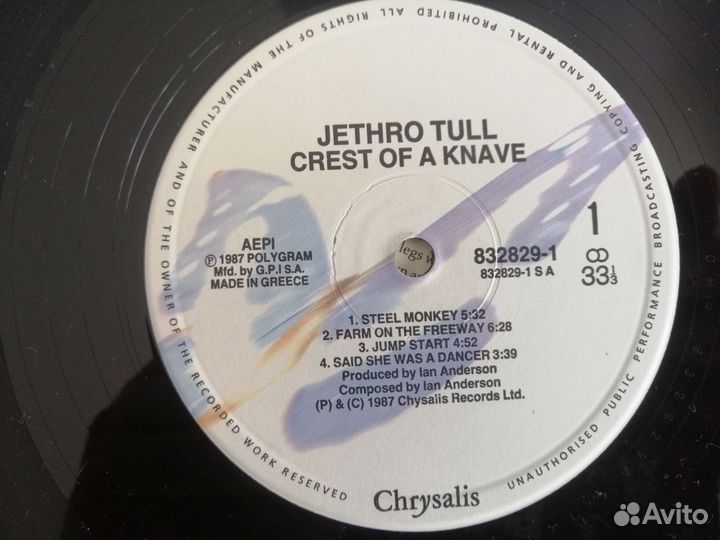 ALL RIGHTS OF THE MANUFACTURER AND OF THE OWNER OF THE RECORDED WORK RESERVED
UNAUTHORISED PUBLIC PERFORMANCE BROADCASTING COPYING AND RENTAL PROHIBITED
JETHRO TULL
CREST OF A KNAVE
AEPI
℗ 1987 POLYGRAM
Mfd. by G.P.I S.A.
MADE IN GREECE
legs
832829-1
832829-1 S A
1
33⅓
1. STEEL MONKEY 5:32
2. FARM ON THE FREEWAY 6:28
3. JUMP START 4:52
4. SAID SHE WAS A DANCER 3:39
Produced by Ian Anderson
Composed by Ian Anderson
(P) & (C) 1987 Chysalis Records Ltd.
Chrysalis
Avito